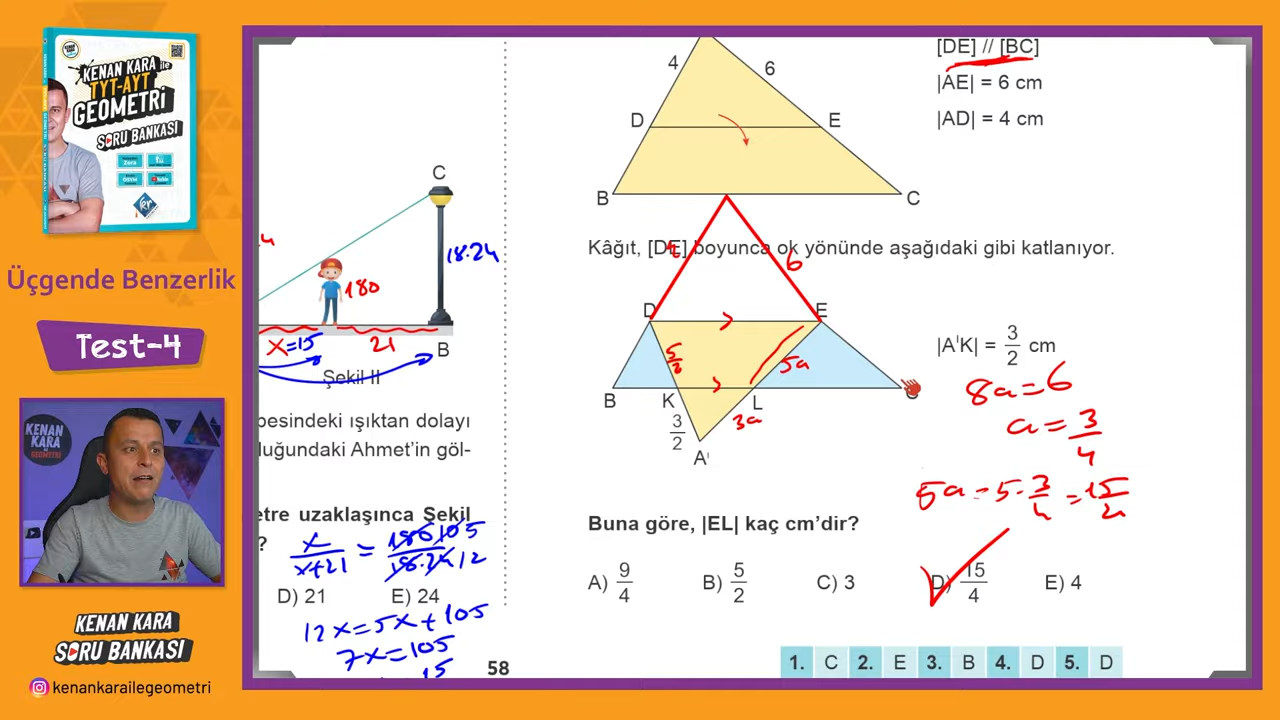 KENAN KARA ile
TYT-AYT
GEOMETRİ
SORU BANKASI
Üçgende Benzerlik
Test-4
KENAN KARA
İLE
GEOMETRİ
KENAN KARA
SORU BANKASI
kenankarailegeometri
C
18.24
180
X=15
21
B
Şekil II
besindeki ışıktan dolayı
luğundaki Ahmet'in göl-
etre uzaklaşınca Şekil
?
x/x+21 =
D) 21
E) 24
12x=5x+105
7x=105
15
58
4
6
D
E
B
C
[DE] // [BC]
|AE| = 6 cm
|AD| = 4 cm
Kâğıt, [DE] boyunca ok yönünde aşağıdaki gibi katlanıyor.
6
D
E
5a
B
K
L
3/2
3a
A'
|A'K| = 3/2 cm
8a=6
a=3/4
5a=5·3/4=15/4
Buna göre, |EL| kaç cm'dir?
A) 9/4
B) 5/2
C) 3
D) 15/4
E) 4
1. C 2. E 3. B 4. D 5. D